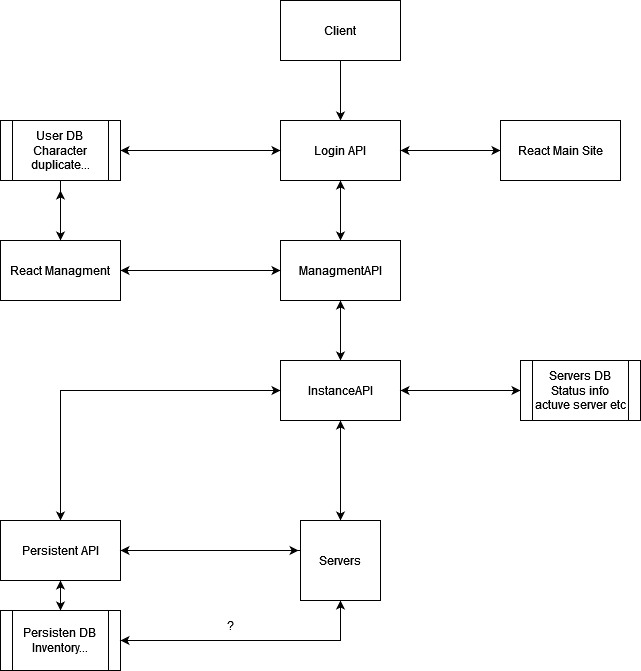 Client
User DB
Character
duplicate...
Login API
React Main Site
React Managment
ManagmentAPI
InstanceAPI
Servers DB
Status info
actuve server etc
Persistent API
Servers
?
Persisten DB
Inventory...